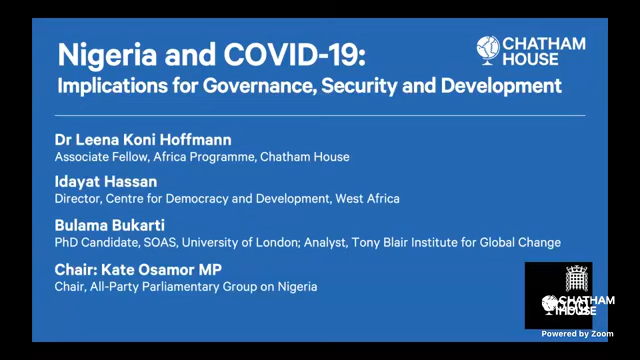 Nigeria and COVID-19:
Implications for Governance, Security and Development
CHATHAM
HOUSE
Dr Leena Koni Hoffmann
Associate Fellow, Africa Programme, Chatham House
Idayat Hassan
Director, Centre for Democracy and Development, West Africa
Bulama Bukarti
PhD Candidate, SOAS, University of London; Analyst, Tony Blair Institute for Global Change
Chair: Kate Osamor MP
Chair, All-Party Parliamentary Group on Nigeria
CHATHAM
HOUSE
Powered by Zoom